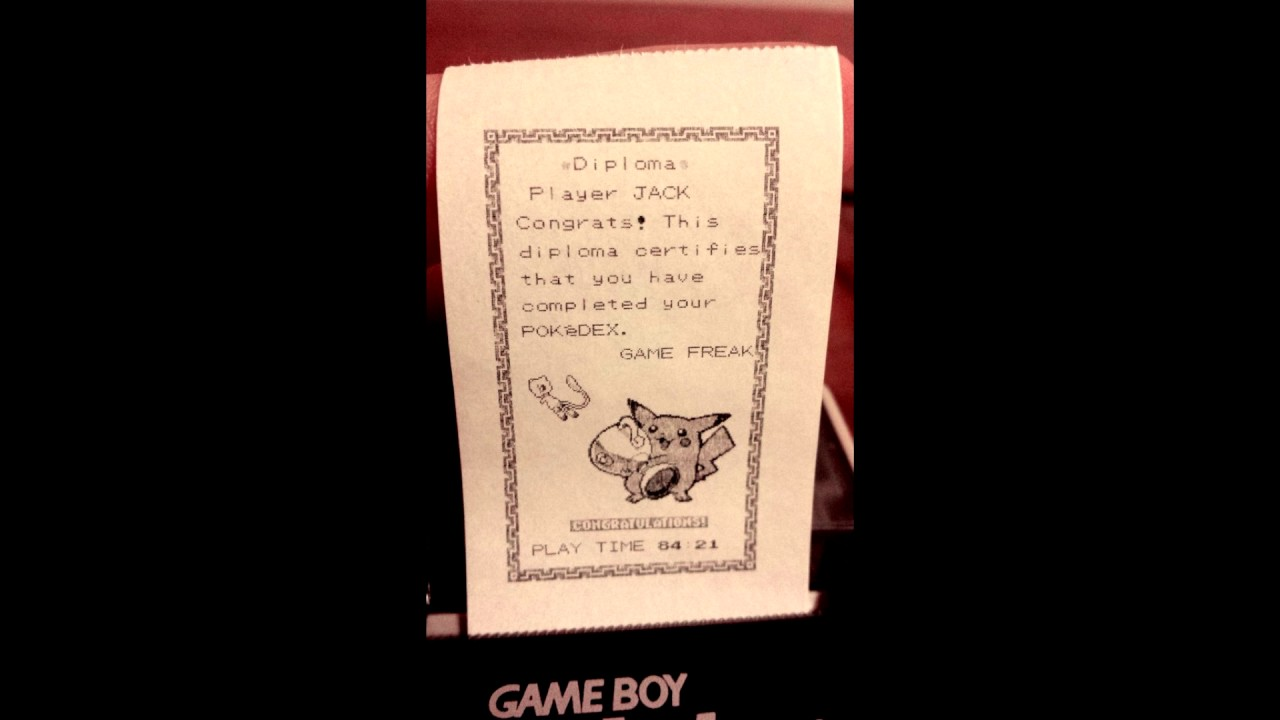 Diploma
Player JACK
Congrats! This
diploma certifies
that you have
completed your
POKéDEX.
GAME FREAK
CONGRATULATIONS!
PLAY TIME 84:21
GAME BOY